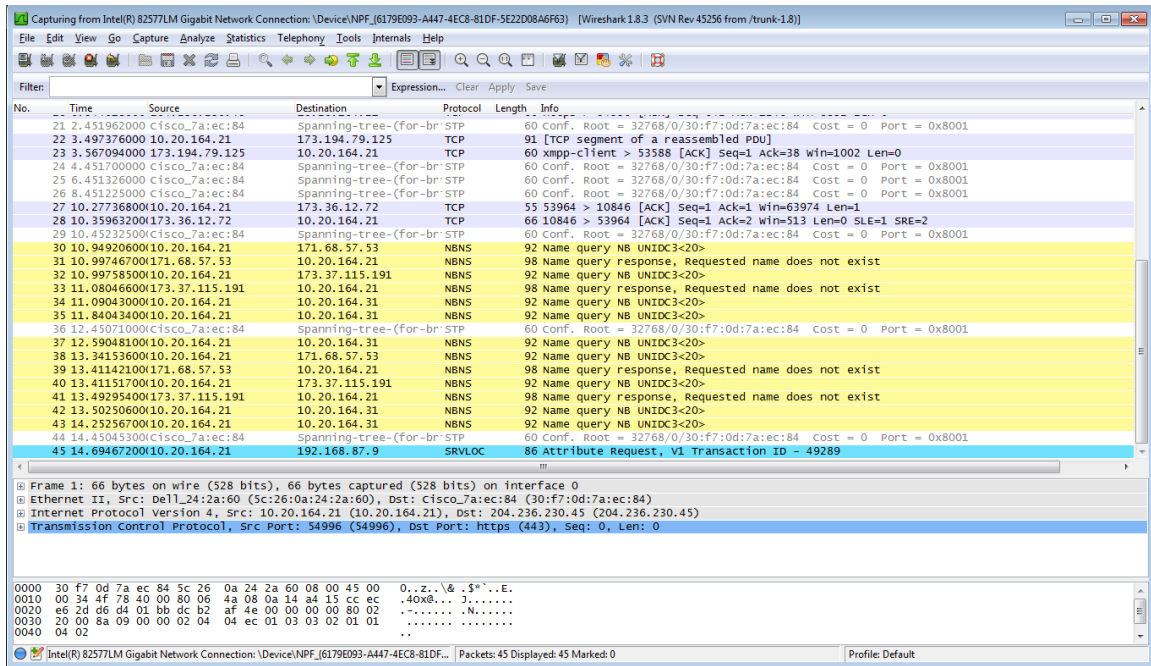 Capturing from Intel(R) 82577LM Gigabit Network Connection: \Device\NPF_{6179E093-A447-4EC8-81DF-5E22D08A6F63} [Wireshark 1.8.3 (SVN Rev 45256 from /trunk-1.8)]
File Edit View Go Capture Analyze Statistics Telephony Tools Internals Help
Filter: Expression... Clear Apply Save
No. Time Source Destination Protocol Length Info
21 2.451962000 Cisco_7a:ec:84 Spanning-tree-(for-br STP 60 Conf. Root = 32768/0/30:f7:0d:7a:ec:84 Cost = 0 Port = 0x8001
22 3.497376000 10.20.164.21 173.194.79.125 TCP 91 [TCP segment of a reassembled PDU]
23 3.567094000 173.194.79.125 10.20.164.21 TCP 60 xmpp-client > 53588 [ACK] Seq=1 Ack=38 Win=1002 Len=0
24 4.451700000 Cisco_7a:ec:84 Spanning-tree-(for-br STP 60 Conf. Root = 32768/0/30:f7:0d:7a:ec:84 Cost = 0 Port = 0x8001
25 6.451326000 Cisco_7a:ec:84 Spanning-tree-(for-br STP 60 Conf. Root = 32768/0/30:f7:0d:7a:ec:84 Cost = 0 Port = 0x8001
26 8.451225000 Cisco_7a:ec:84 Spanning-tree-(for-br STP 60 Conf. Root = 32768/0/30:f7:0d:7a:ec:84 Cost = 0 Port = 0x8001
27 10.27736800( 10.20.164.21 173.36.12.72 TCP 55 53964 > 10846 [ACK] Seq=1 Ack=1 Win=63974 Len=1
28 10.35963200( 173.36.12.72 10.20.164.21 TCP 66 10846 > 53964 [ACK] Seq=1 Ack=2 Win=513 Len=0 SLE=1 SRE=2
29 10.45232500( Cisco_7a:ec:84 Spanning-tree-(for-br STP 60 Conf. Root = 32768/0/30:f7:0d:7a:ec:84 Cost = 0 Port = 0x8001
30 10.94920600( 10.20.164.21 171.68.57.53 NBNS 92 Name query NB UNIDC3<20>
31 10.99746700( 171.68.57.53 10.20.164.21 NBNS 98 Name query response, Requested name does not exist
32 10.99758500( 10.20.164.21 173.37.115.191 NBNS 92 Name query NB UNIDC3<20>
33 11.08046600( 173.37.115.191 10.20.164.21 NBNS 98 Name query response, Requested name does not exist
34 11.09043000( 10.20.164.21 10.20.164.31 NBNS 92 Name query NB UNIDC3<20>
35 11.84043400( 10.20.164.21 10.20.164.31 NBNS 92 Name query NB UNIDC3<20>
36 12.45071000( Cisco_7a:ec:84 Spanning-tree-(for-br STP 60 Conf. Root = 32768/0/30:f7:0d:7a:ec:84 Cost = 0 Port = 0x8001
37 12.59048100( 10.20.164.21 10.20.164.31 NBNS 92 Name query NB UNIDC3<20>
38 13.34153600( 10.20.164.21 171.68.57.53 NBNS 92 Name query NB UNIDC3<20>
39 13.41142100( 171.68.57.53 10.20.164.21 NBNS 98 Name query response, Requested name does not exist
40 13.41151700( 10.20.164.21 173.37.115.191 NBNS 92 Name query NB UNIDC3<20>
41 13.49295400( 173.37.115.191 10.20.164.21 NBNS 98 Name query response, Requested name does not exist
42 13.50250600( 10.20.164.21 10.20.164.31 NBNS 92 Name query NB UNIDC3<20>
43 14.25256700( 10.20.164.21 10.20.164.31 NBNS 92 Name query NB UNIDC3<20>
44 14.45045300( Cisco_7a:ec:84 Spanning-tree-(for-br STP 60 Conf. Root = 32768/0/30:f7:0d:7a:ec:84 Cost = 0 Port = 0x8001
45 14.69467200( 10.20.164.21 192.168.87.9 SRVLOC 86 Attribute Request, V1 Transaction ID - 49289
Frame 1: 66 bytes on wire (528 bits), 66 bytes captured (528 bits) on interface 0
Ethernet II, Src: Dell_24:2a:60 (5c:26:0a:24:2a:60), Dst: Cisco_7a:ec:84 (30:f7:0d:7a:ec:84)
Internet Protocol Version 4, Src: 10.20.164.21 (10.20.164.21), Dst: 204.236.230.45 (204.236.230.45)
Transmission Control Protocol, Src Port: 54996 (54996), Dst Port: https (443), Seq: 0, Len: 0
0000 30 f7 0d 7a ec 84 5c 26 0a 24 2a 60 08 00 45 00 0..z..\& .$*`..E.
0010 00 34 4f 78 40 00 80 06 4a 08 0a 14 a4 15 cc ec .4Ox@... J.......
0020 e6 2d d6 d4 01 bb dc b2 af 4e 00 00 00 00 80 02 .-...... .N......
0030 20 00 8a 09 00 00 02 04 04 ec 01 03 03 02 01 01 ....... ........
0040 04 02 ..
Intel(R) 82577LM Gigabit Network Connection: \Device\NPF_{6179E093-A447-4EC8-81DF... Packets: 45 Displayed: 45 Marked: 0 Profile: Default